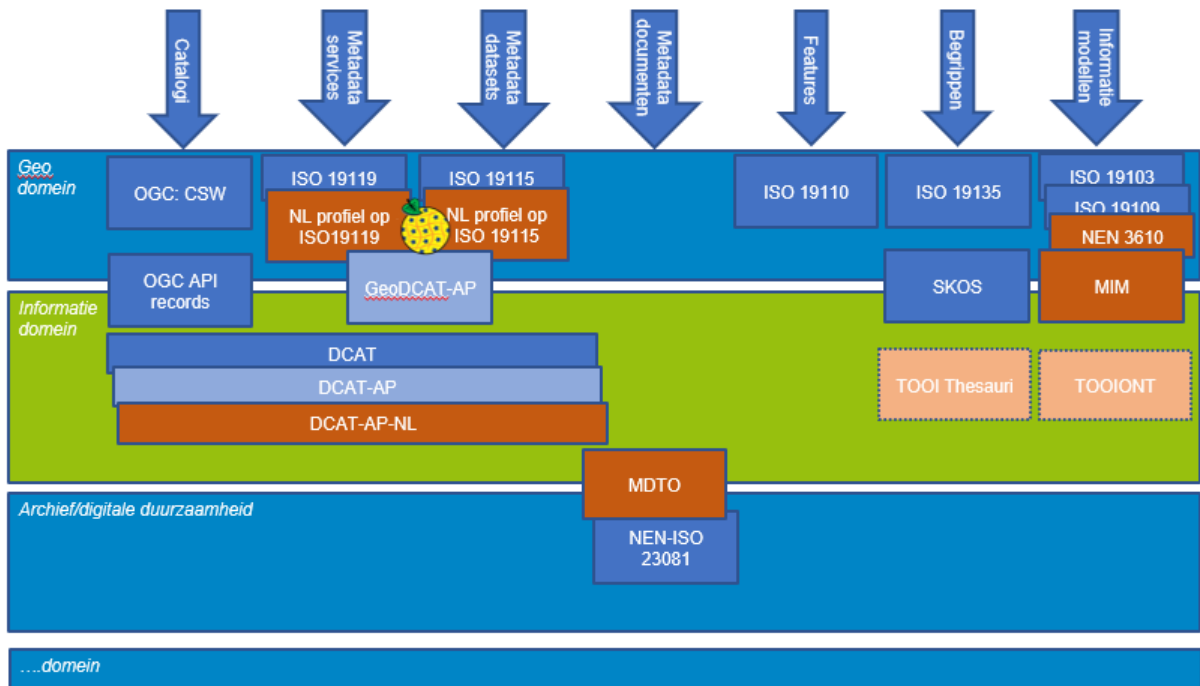 Catalogi
Metadata
services
Metadata
datasets
Metadata
documenten
Features
Begrippen
Informatie
modellen
Geo
domein
OGC: CSW
ISO 19119
NL profiel op
ISO19119
ISO 19115
NL profiel op
ISO 19115
ISO 19110
ISO 19135
ISO 19103
ISO 19109
NEN 3610
OGC API
records
GeoDCAT-AP
SKOS
MIM
Informatie
domein
DCAT
DCAT-AP
DCAT-AP-NL
TOOI Thesauri
TOOIONT
MDTO
Archief/digitale duurzaamheid
NEN-ISO
23081
....domein